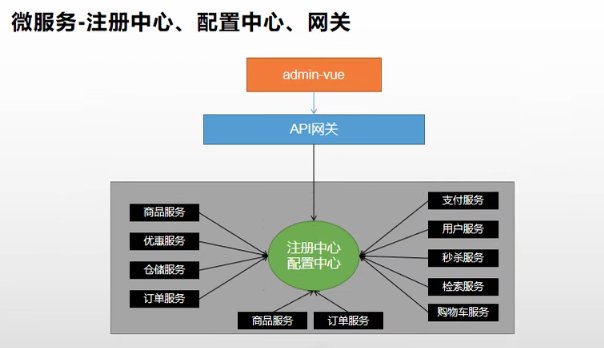 微服务-注册中心、配置中心、网关
admin-vue
API网关
商品服务
优惠服务
仓储服务
订单服务
注册中心
配置中心
支付服务
用户服务
秒杀服务
检索服务
购物车服务
商品服务
订单服务